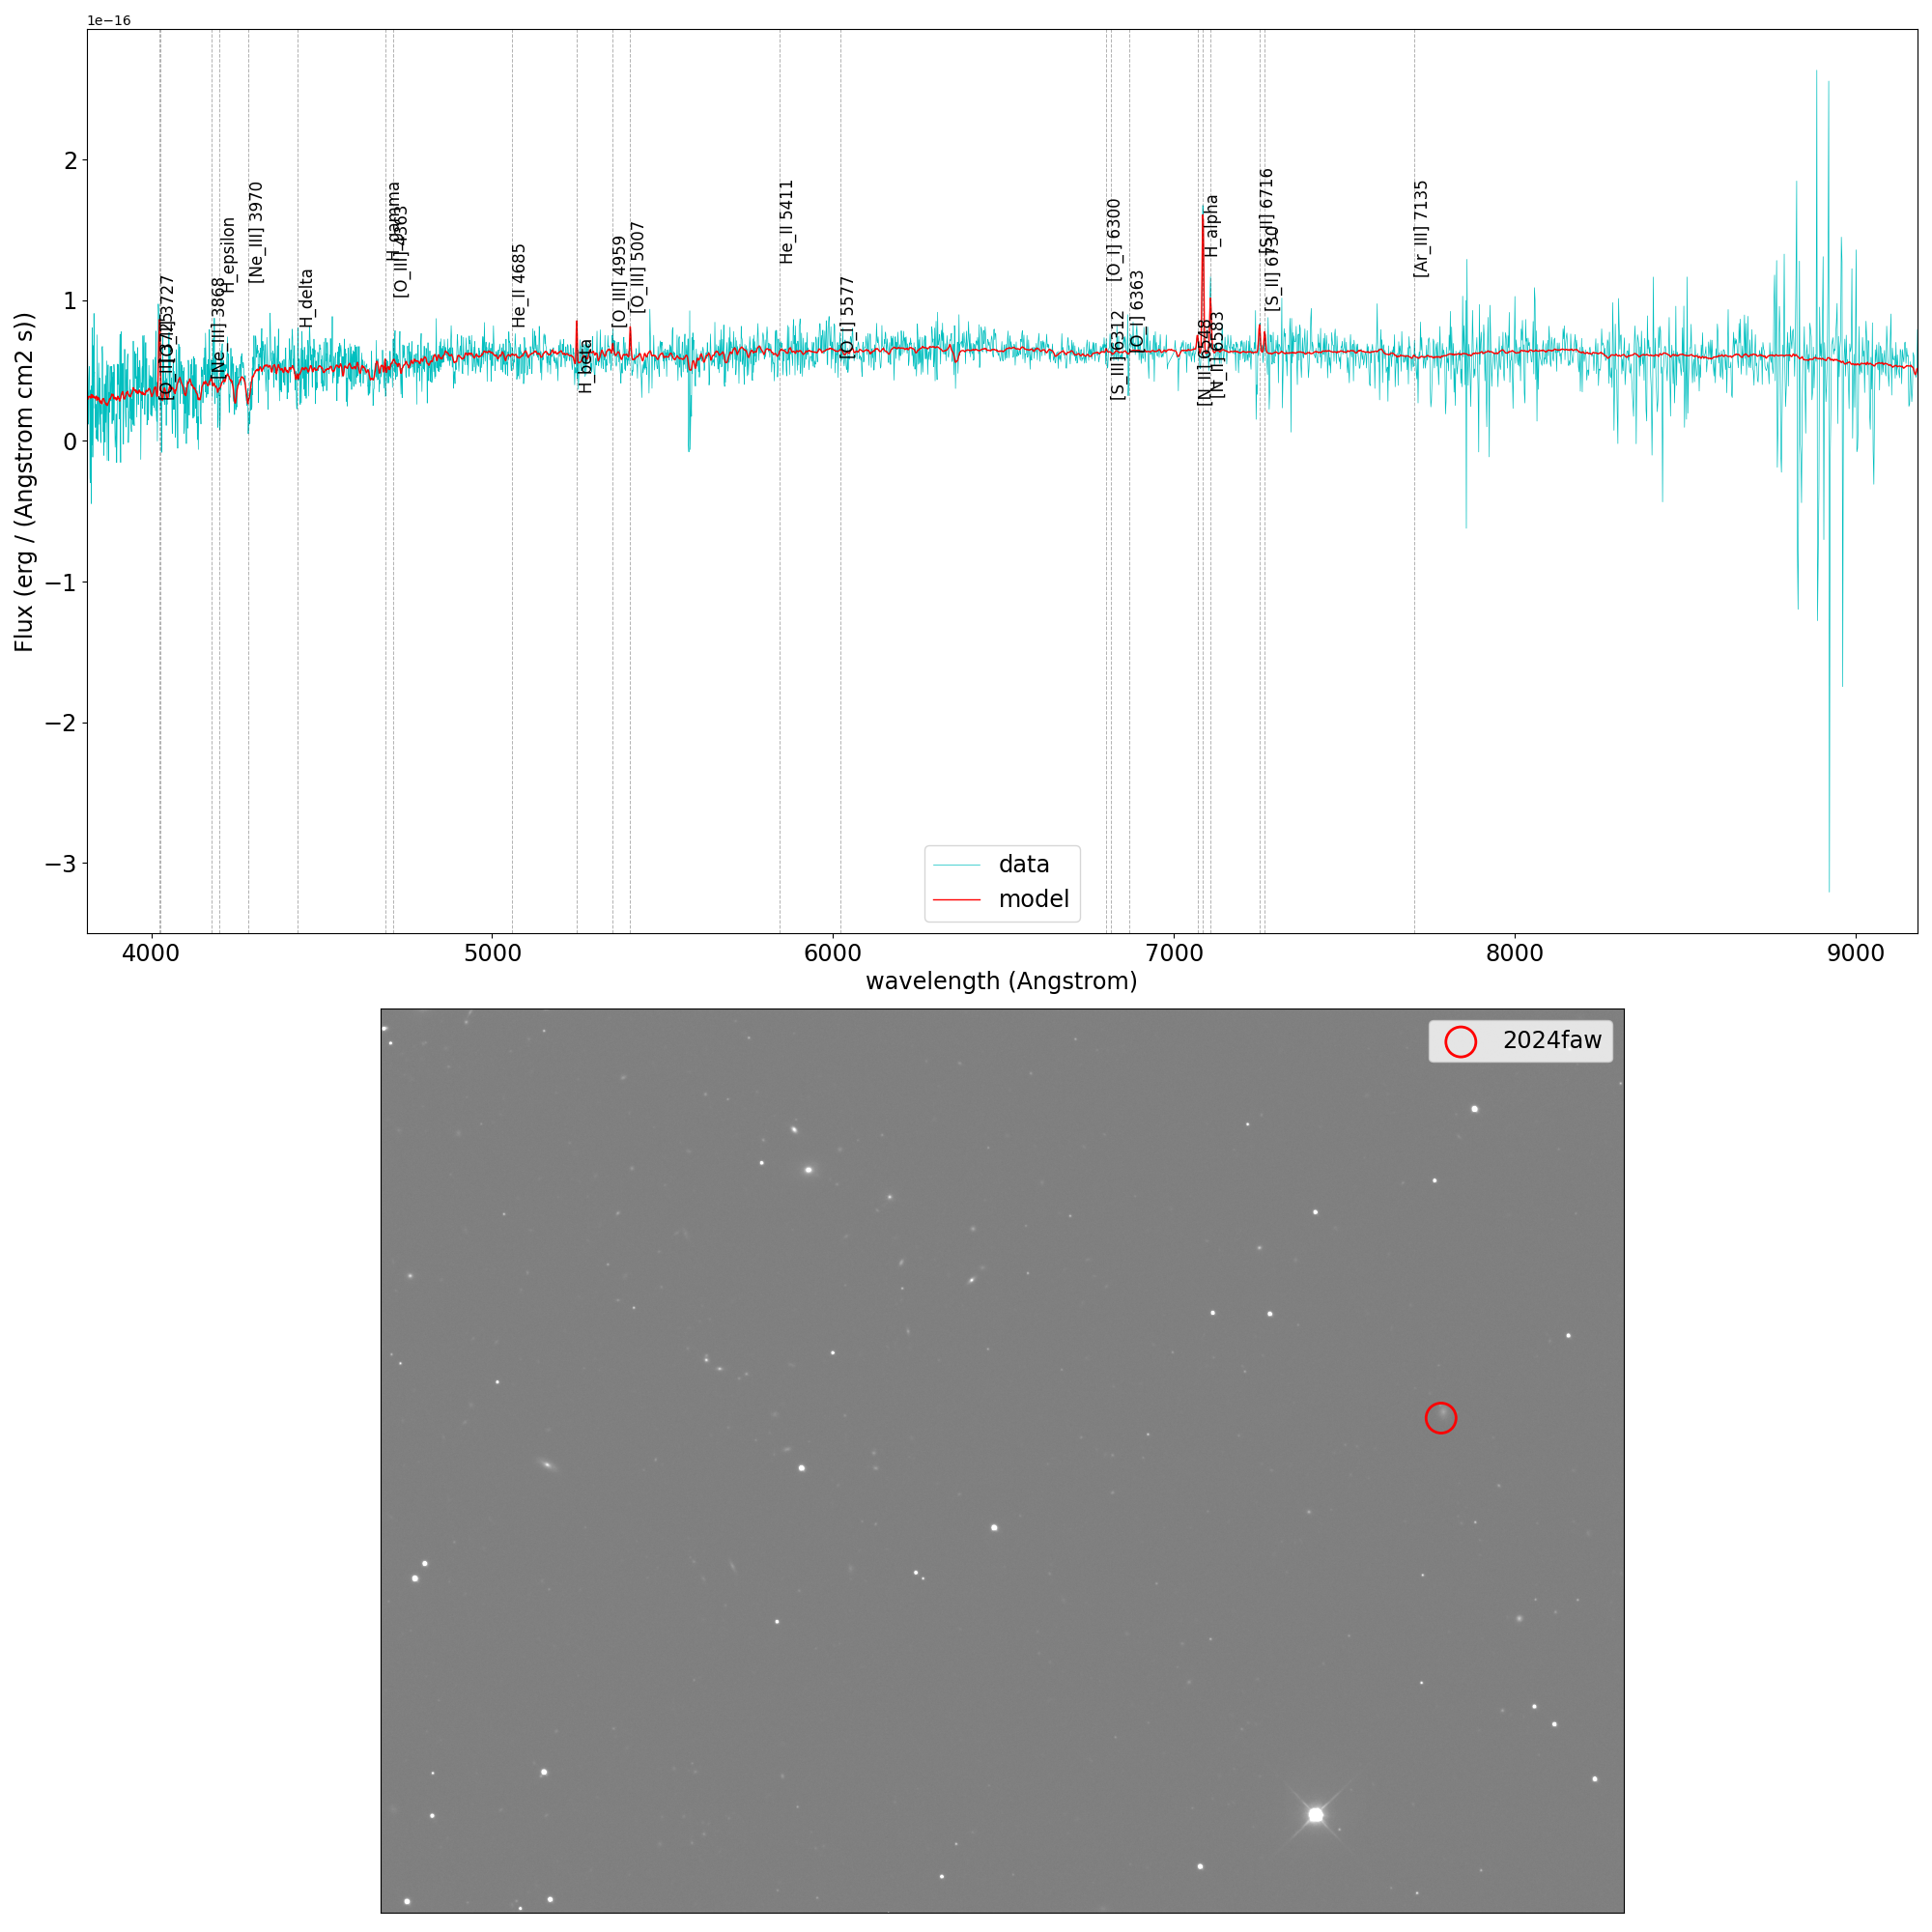 1e−16
Flux (erg / (Angstrom cm2 s))
2
1
0
−1
−2
−3
[O_II] 3727
[Ne_III] 3868
H_epsilon
[Ne_III] 3970
H_delta
H_gamma
[O_III] 4363
He_II 4685
H_beta
[O_III] 4959
[O_III] 5007
He_II 5411
[O_I] 5577
[O_I] 6300
[S_III] 6312
[O_I] 6363
[N_II] 6548
H_alpha
[N_II] 6583
[S_II] 6716
[S_II] 6730
[Ar_III] 7135
data
model
4000 5000 6000 7000 8000 9000
wavelength (Angstrom)
2024faw